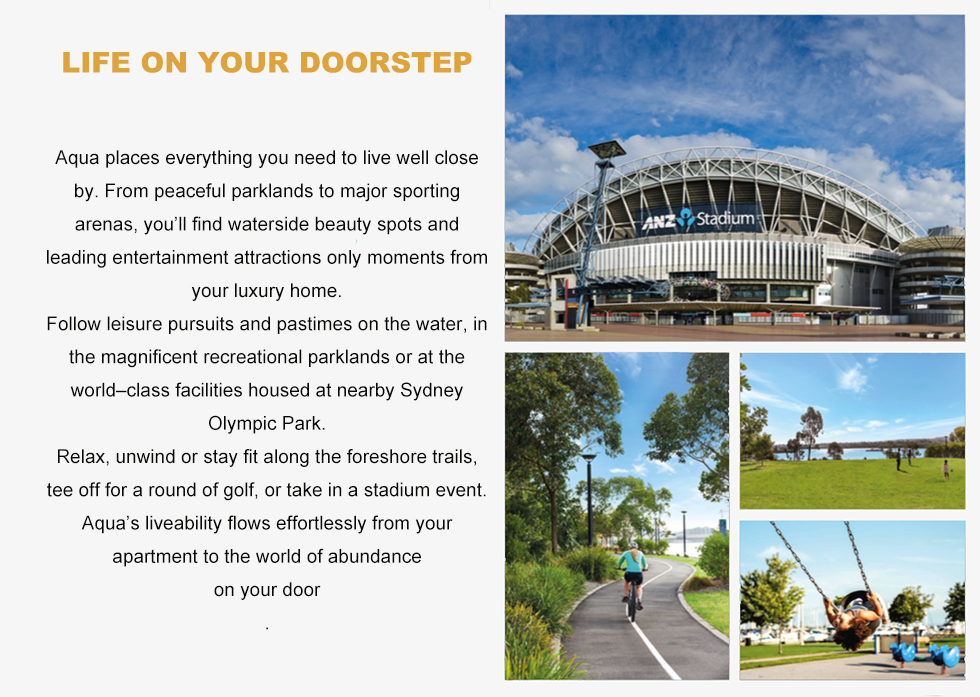 LIFE ON YOUR DOORSTEP
Aqua places everything you need to live well close
by. From peaceful parklands to major sporting
arenas, you’ll find waterside beauty spots and
leading entertainment attractions only moments from
your luxury home.
Follow leisure pursuits and pastimes on the water, in
the magnificent recreational parklands or at the
world–class facilities housed at nearby Sydney
Olympic Park.
Relax, unwind or stay fit along the foreshore trails,
tee off for a round of golf, or take in a stadium event.
Aqua’s liveability flows effortlessly from your
apartment to the world of abundance
on your door
.
ANZ Stadium